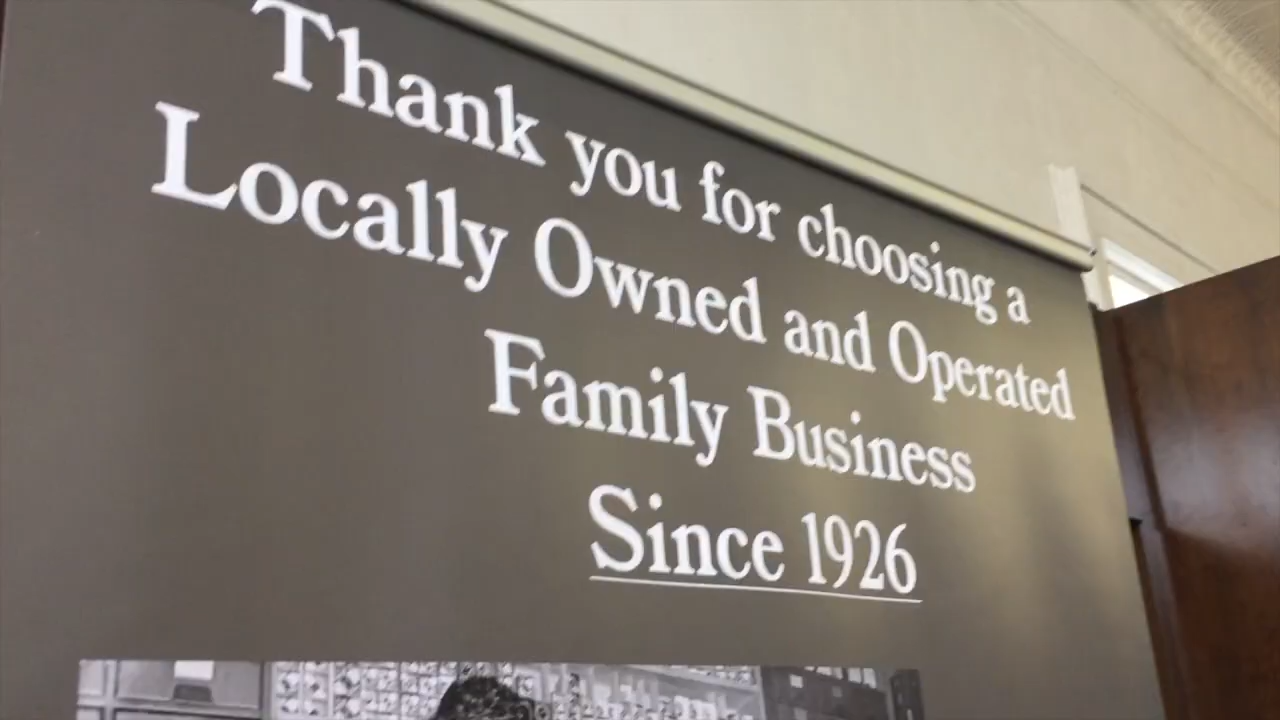 Thank you for choosing a
Locally Owned and Operated
Family Business
Since 1926